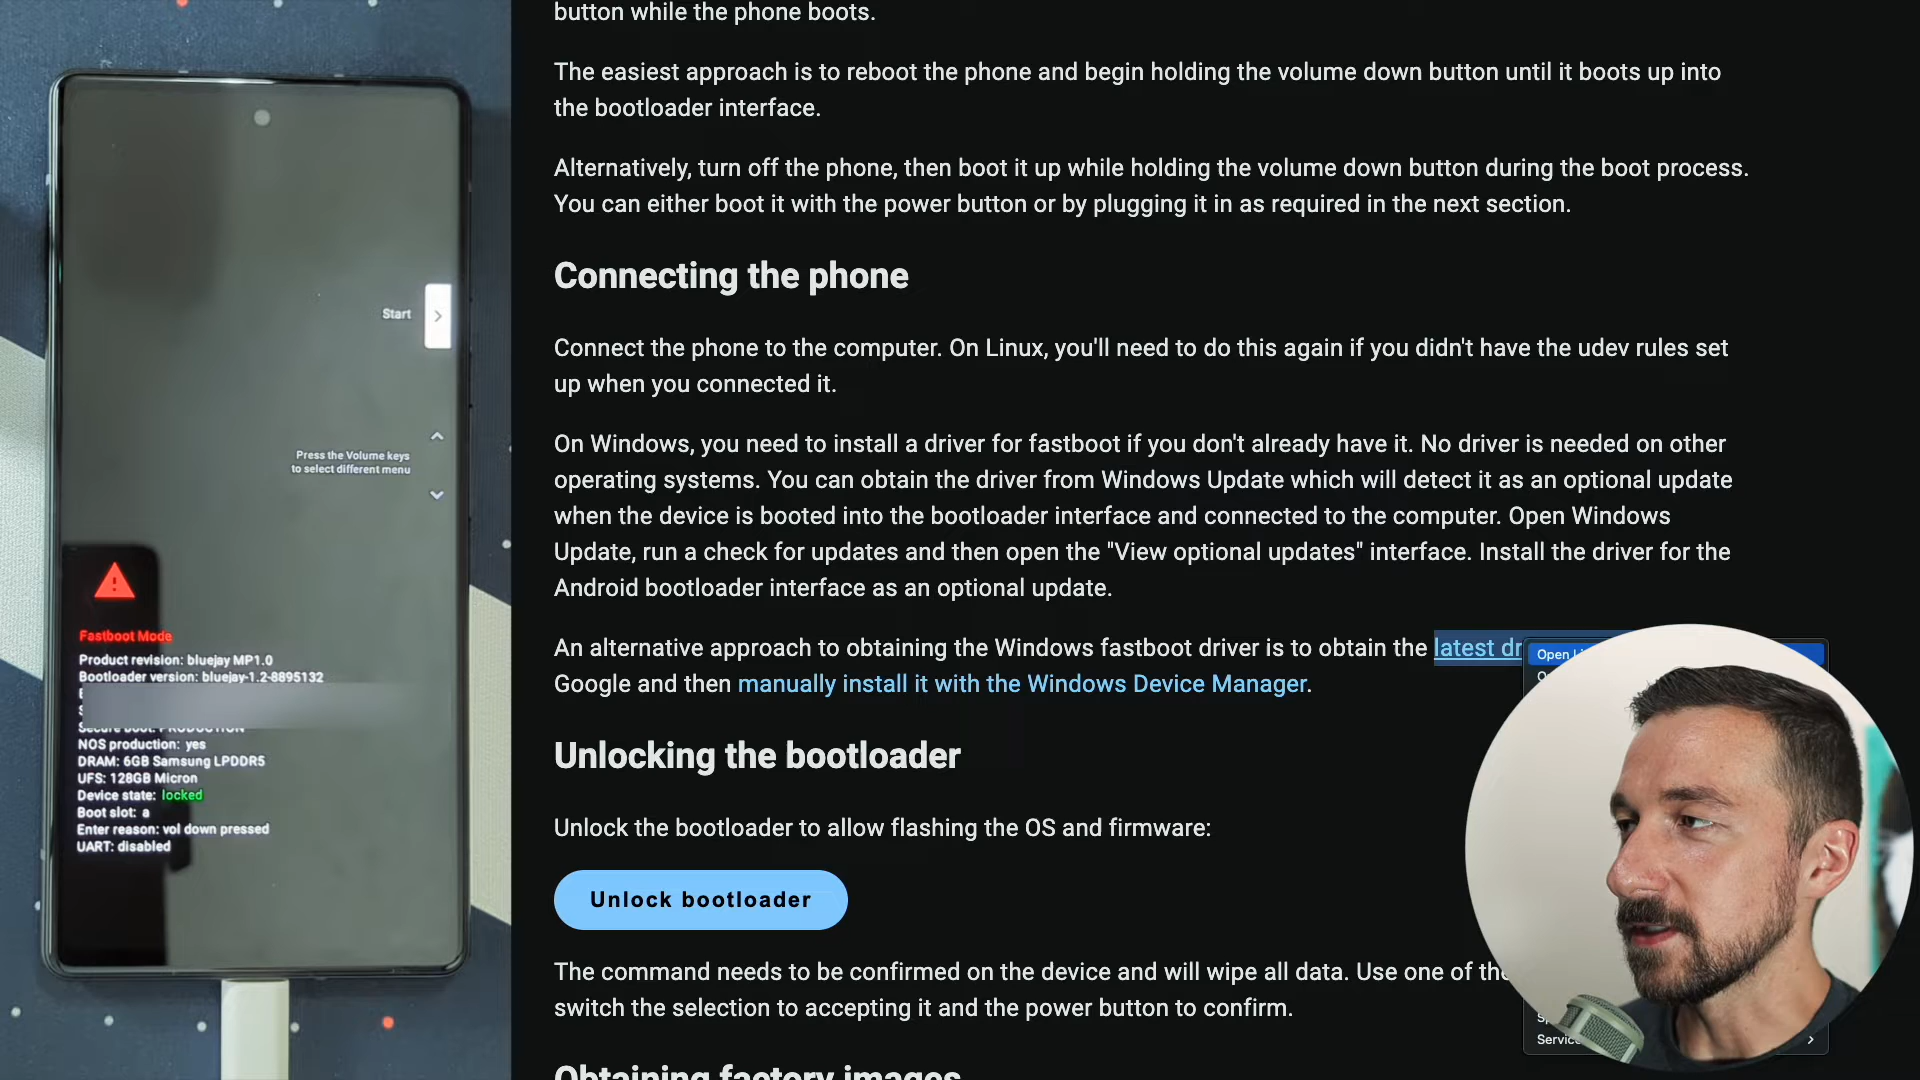 Start
Press the Volume keys
to select different menu
Fastboot Mode
Product revision: bluejay MP1.0
Bootloader version: bluejay-1.2-8895132
Secure boot: PRODUCTION
NOS production: yes
DRAM: 6GB Samsung LPDDR5
UFS: 128GB Micron
Device state: locked
Boot slot: a
Enter reason: vol down pressed
UART: disabled
button while the phone boots.
The easiest approach is to reboot the phone and begin holding the volume down button until it boots up into
the bootloader interface.
Alternatively, turn off the phone, then boot it up while holding the volume down button during the boot process.
You can either boot it with the power button or by plugging it in as required in the next section.
Connecting the phone
Connect the phone to the computer. On Linux, you'll need to do this again if you didn't have the udev rules set
up when you connected it.
On Windows, you need to install a driver for fastboot if you don't already have it. No driver is needed on other
operating systems. You can obtain the driver from Windows Update which will detect it as an optional update
when the device is booted into the bootloader interface and connected to the computer. Open Windows
Update, run a check for updates and then open the "View optional updates" interface. Install the driver for the
Android bootloader interface as an optional update.
An alternative approach to obtaining the Windows fastboot driver is to obtain the latest
Open
Google and then manually install it with the Windows Device Manager.
Unlocking the bootloader
Unlock the bootloader to allow flashing the OS and firmware:
Unlock bootloader
The command needs to be confirmed on the device and will wipe all data. Use one of the
switch the selection to accepting it and the power button to confirm.
Obtaining factory images